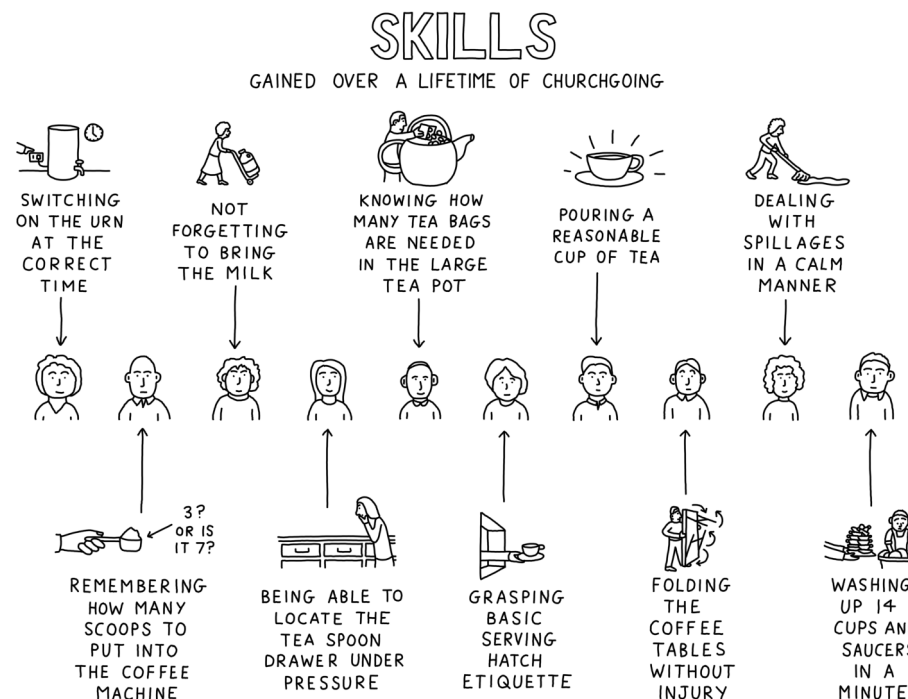 SKILLS
GAINED OVER A LIFETIME OF CHURCHGOING
SWITCHING
ON THE URN
AT THE
CORRECT
TIME
NOT
FORGETTING
TO BRING
THE MILK
KNOWING HOW
MANY TEA BAGS
ARE NEEDED
IN THE LARGE
TEA POT
POURING A
REASONABLE
CUP OF TEA
DEALING
WITH
SPILLAGES
IN A CALM
MANNER
3?
OR IS
IT 7?
REMEMBERING
HOW MANY
SCOOPS TO
PUT INTO
THE COFFEE
MACHINE
BEING ABLE TO
LOCATE THE
TEA SPOON
DRAWER UNDER
PRESSURE
GRASPING
BASIC
SERVING
HATCH
ETIQUETTE
FOLDING
THE
COFFEE
TABLES
WITHOUT
INJURY
WASHING
UP 14
CUPS AN
SAUCERS
IN A
MINUTE